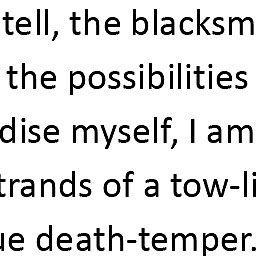 tell, the blacksm
the possibilities
dise myself, I am
trands of a tow-li
ue death-temper.